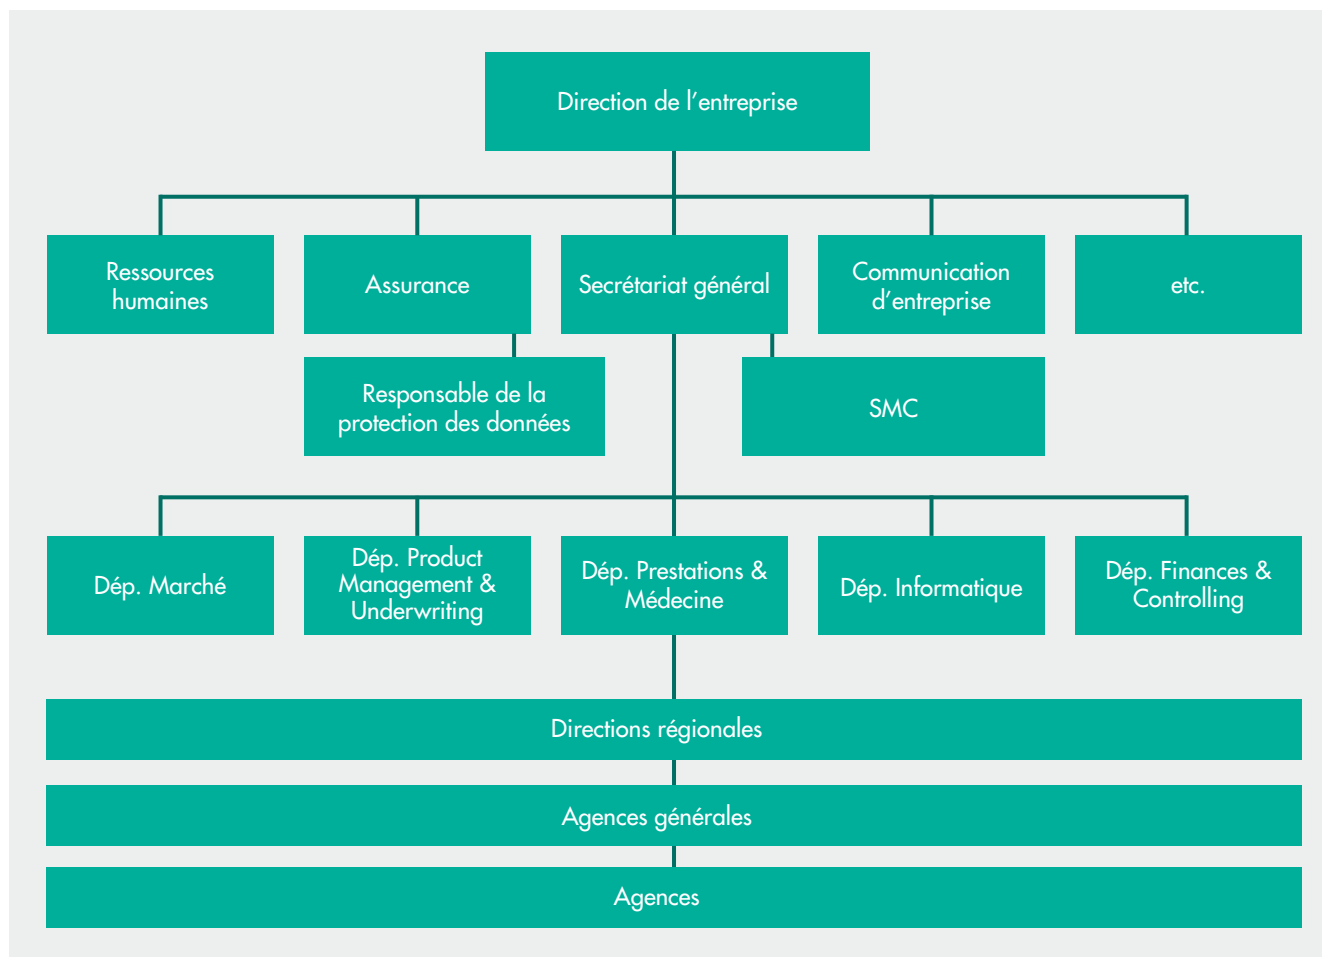 Direction de l’entreprise
Ressources
humaines
Assurance
Secrétariat général
Communication
d’entreprise
etc.
Responsable de la
protection des données
SMC
Dép. Marché
Dép. Product
Management &
Underwriting
Dép. Prestations &
Médecine
Dép. Informatique
Dép. Finances &
Controlling
Directions régionales
Agences générales
Agences